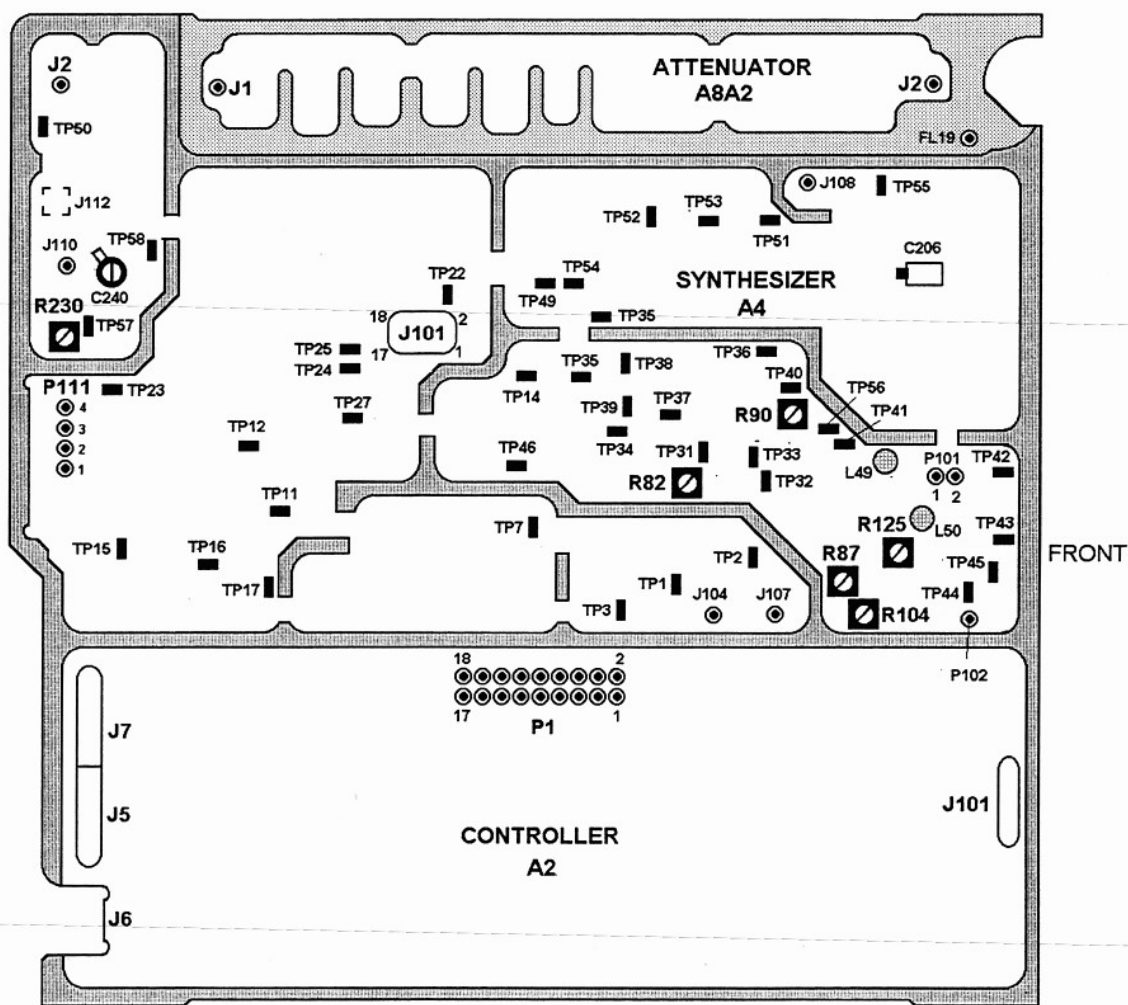 J2
J1
ATTENUATOR
A8A2
J2
TP50
FL19
J112
J108
TP55
TP52
TP53
TP51
J110
TP58
C240
TP22
TP49
TP54
SYNTHESIZER
A4
C206
R230
TP57
TP35
18
2
J101
17
1
TP25
TP24
TP36
TP38
TP35
TP14
TP40
P111
4
3
2
1
TP23
TP27
TP39
TP37
R90
TP56
TP41
TP12
TP34
TP46
TP31
TP33
TP32
R82
L49
P101
1
2
TP42
TP11
TP7
R125
L50
TP43
TP15
TP16
TP17
TP2
TP1
TP3
J104
J107
R87
R104
TP45
TP44
FRONT
P102
18
2
17
1
P1
J7
J5
J101
CONTROLLER
A2
J6